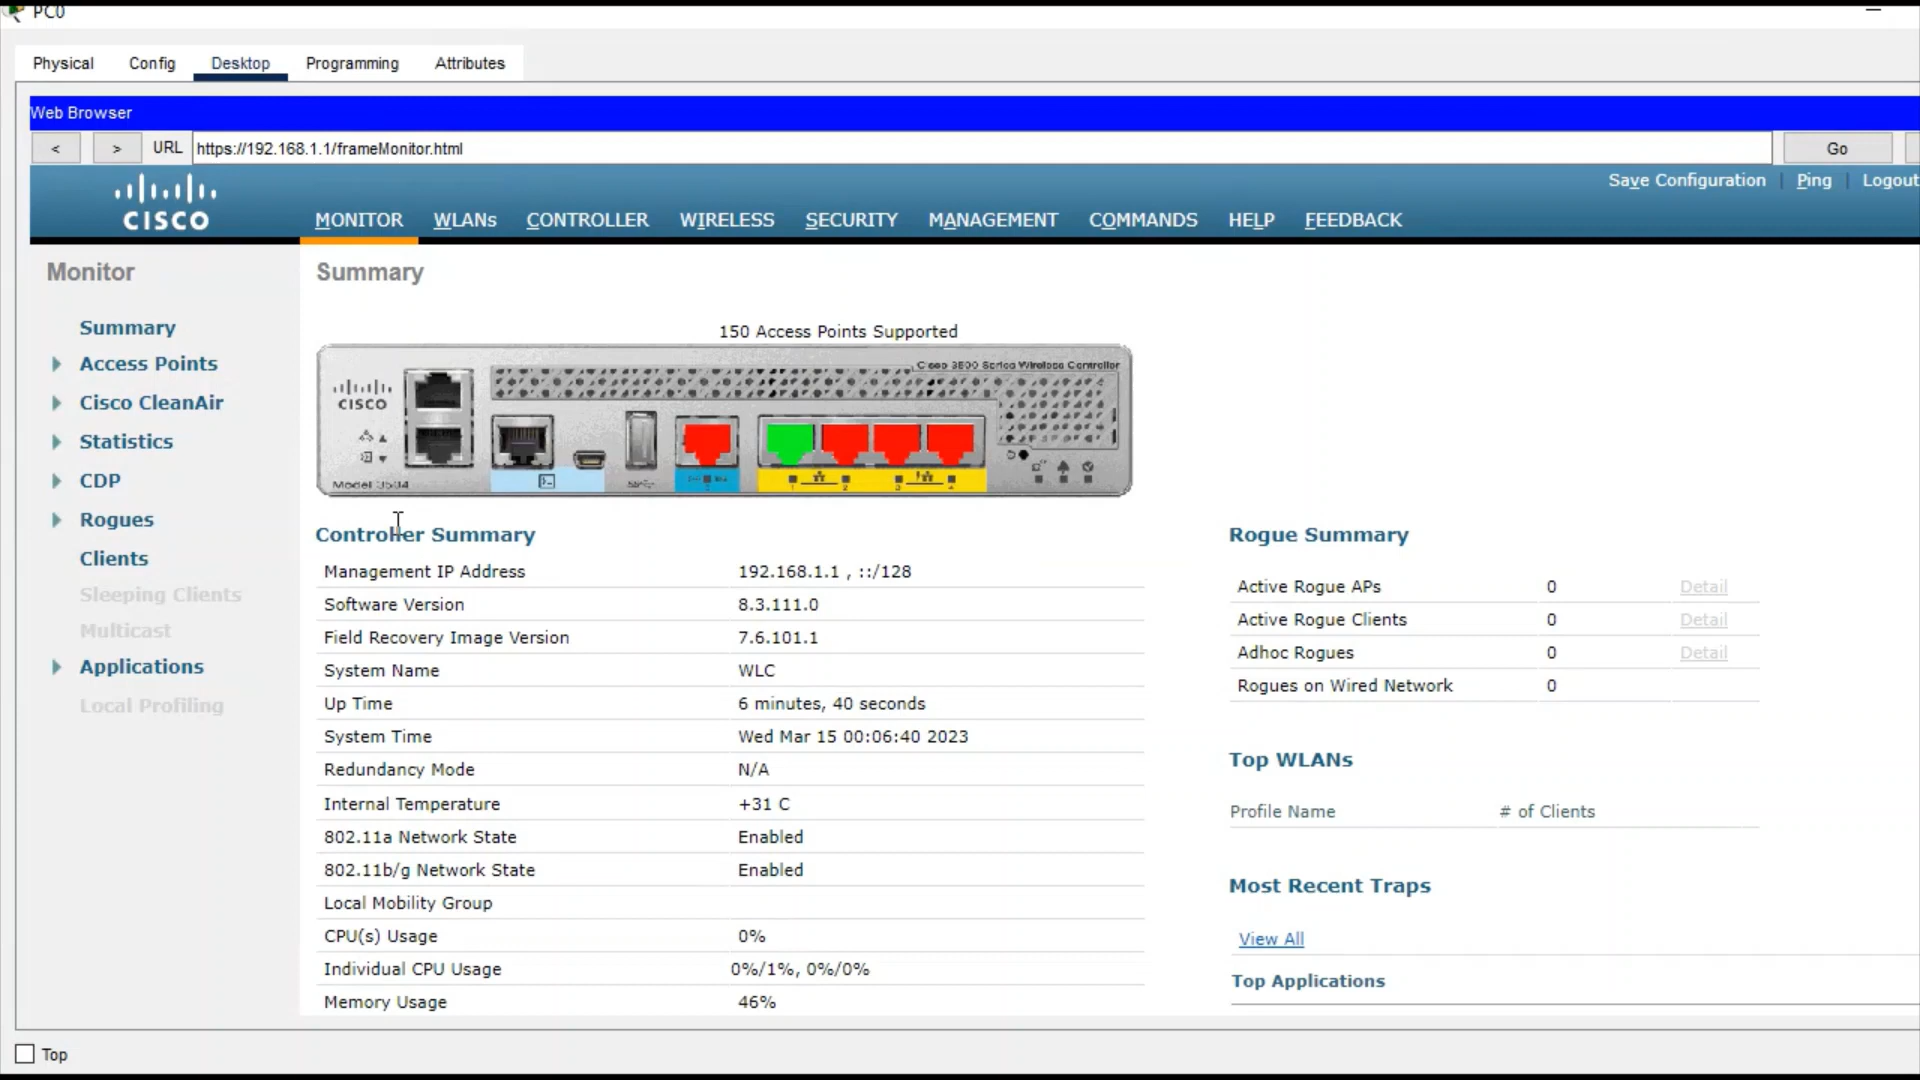 PC0
Physical Config Desktop Programming Attributes
Web Browser
< > URL https://192.168.1.1/frameMonitor.html Go
Save Configuration | Ping | Logout
CISCO
MONITOR WLANs CONTROLLER WIRELESS SECURITY MANAGEMENT COMMANDS HELP FEEDBACK
Monitor
Summary
Access Points
Cisco CleanAir
Statistics
CDP
Rogues
Clients
Sleeping Clients
Multicast
Applications
Local Profiling
Summary
150 Access Points Supported
Cisco 3500 Series Wireless Controller
CISCO
Model 3504
Controller Summary
Management IP Address 192.168.1.1 , ::/128
Software Version 8.3.111.0
Field Recovery Image Version 7.6.101.1
System Name WLC
Up Time 6 minutes, 40 seconds
System Time Wed Mar 15 00:06:40 2023
Redundancy Mode N/A
Internal Temperature +31 C
802.11a Network State Enabled
802.11b/g Network State Enabled
Local Mobility Group
CPU(s) Usage 0%
Individual CPU Usage 0%/1%, 0%/0%
Memory Usage 46%
Rogue Summary
Active Rogue APs 0 Detail
Active Rogue Clients 0 Detail
Adhoc Rogues 0 Detail
Rogues on Wired Network 0
Top WLANs
Profile Name # of Clients
Most Recent Traps
View All
Top Applications
Top